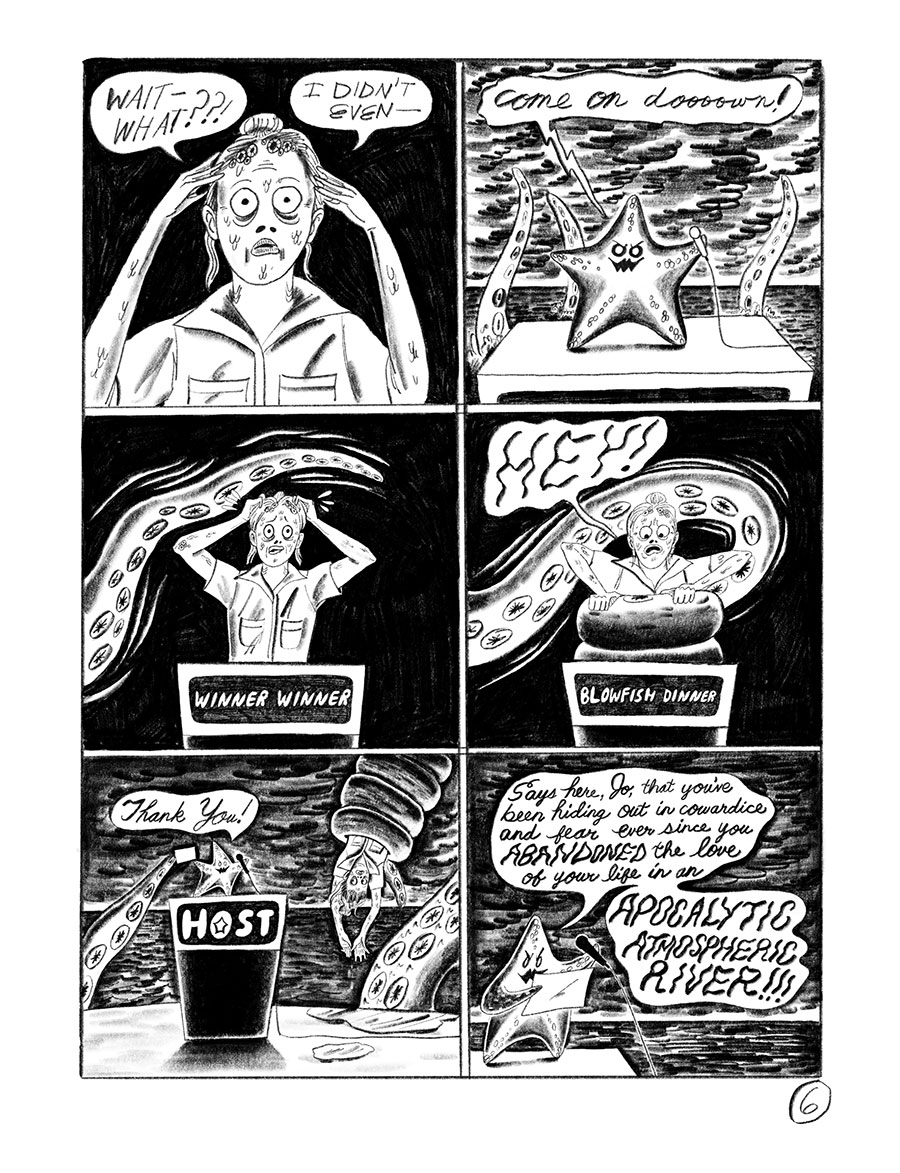 WAIT—
WHAT??!
I DIDN'T
EVEN—
Come on doooown!
WINNER WINNER
HEY!
BLOWFISH DINNER
Thank You!
HOST
Says here, Jo, that you've
been hiding out in cowardice
and fear ever since you
ABANDONED the love
of your life in an
APOCALYTIC
ATMOSPHERIC
RIVER!!!
6